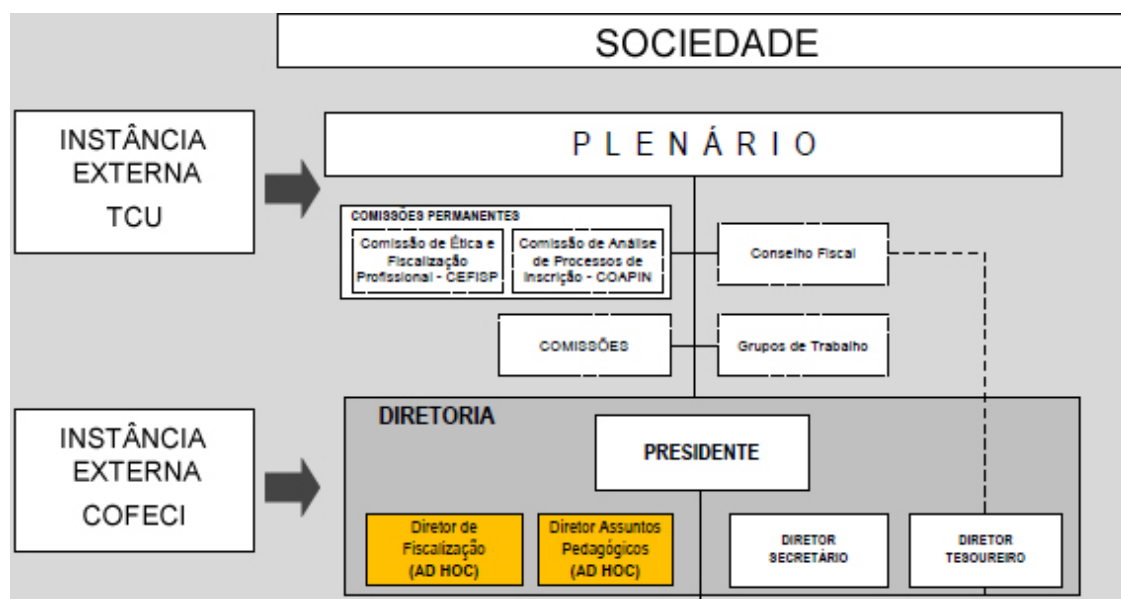 SOCIEDADE
INSTÂNCIA
EXTERNA
TCU
PLENÁRIO
COMISSÕES PERMANENTES
Comissão de Ética e
Fiscalização
Profissional - CEFISP
Comissão de Análise
de Processos de
Inscrição - COAPIN
Conselho Fiscal
COMISSÕES
Grupos de Trabalho
INSTÂNCIA
EXTERNA
COFECI
DIRETORIA
PRESIDENTE
Diretor de
Fiscalização
(AD HOC)
Diretor Assuntos
Pedagógicos
(AD HOC)
DIRETOR
SECRETÁRIO
DIRETOR
TESOUREIRO